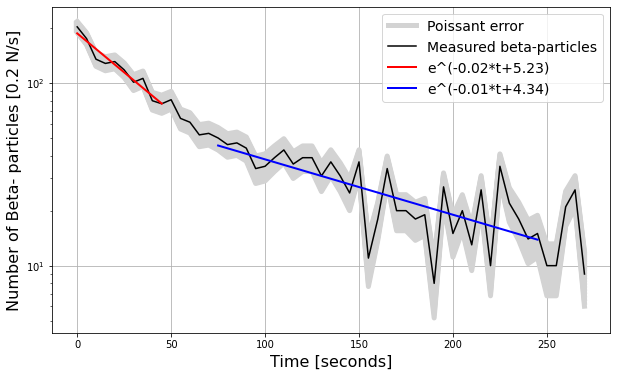 Poissant error
Measured beta-particles
e^(-0.02*t+5.23)
e^(-0.01*t+4.34)
10²
10¹
Number of Beta- particles [0.2 N/s]
0 50 100 150 200 250
Time [seconds]